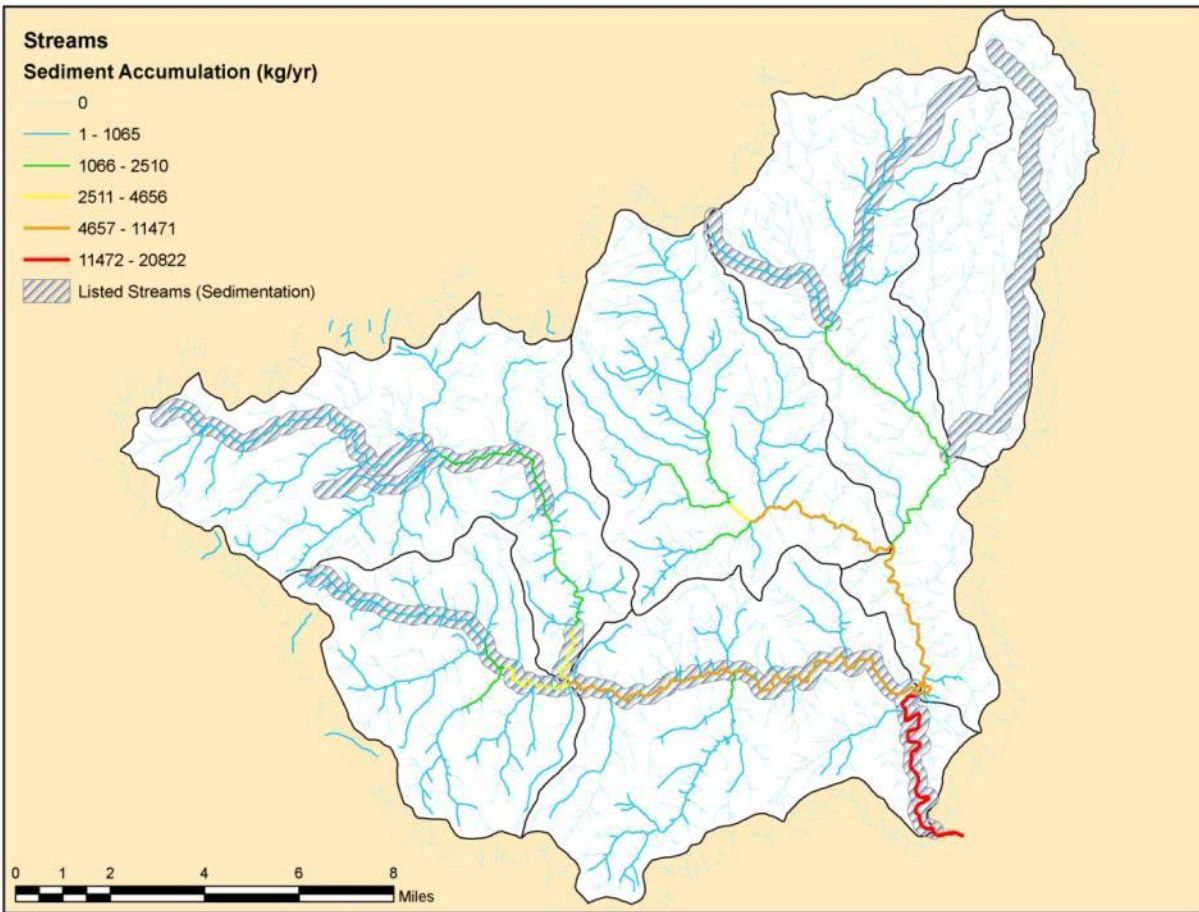 Streams
Sediment Accumulation (kg/yr)
0
1 - 1065
1066 - 2510
2511 - 4656
4657 - 11471
11472 - 20822
Listed Streams (Sedimentation)
0 1 2 4 6 8
Miles